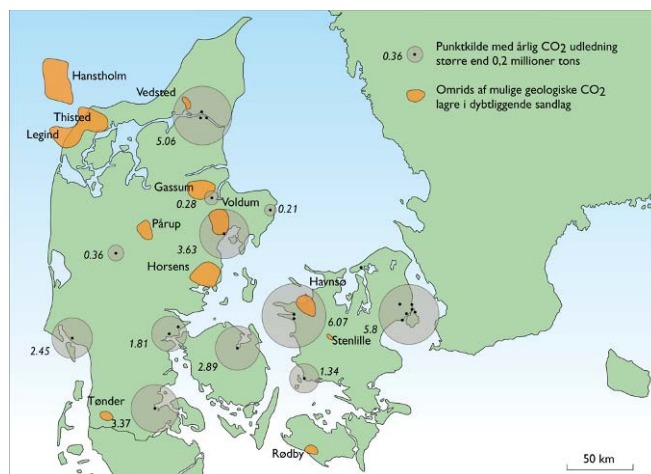 0.36
Punktkilde med årlig CO2 udledning
større end 0,2 millioner tons
Omrids af mulige geologiske CO2
lagre i dybtliggende sandlag
Hanstholm
Vedsted
Thisted
Legind
5.06
Gassum
0.28
Voldum
0.21
Pårup
3.63
0.36
Horsens
Havnsø
6.07
5.8
Stenlille
2.45
1.81
2.89
1.34
Tønder
3.37
Rødby
50 km